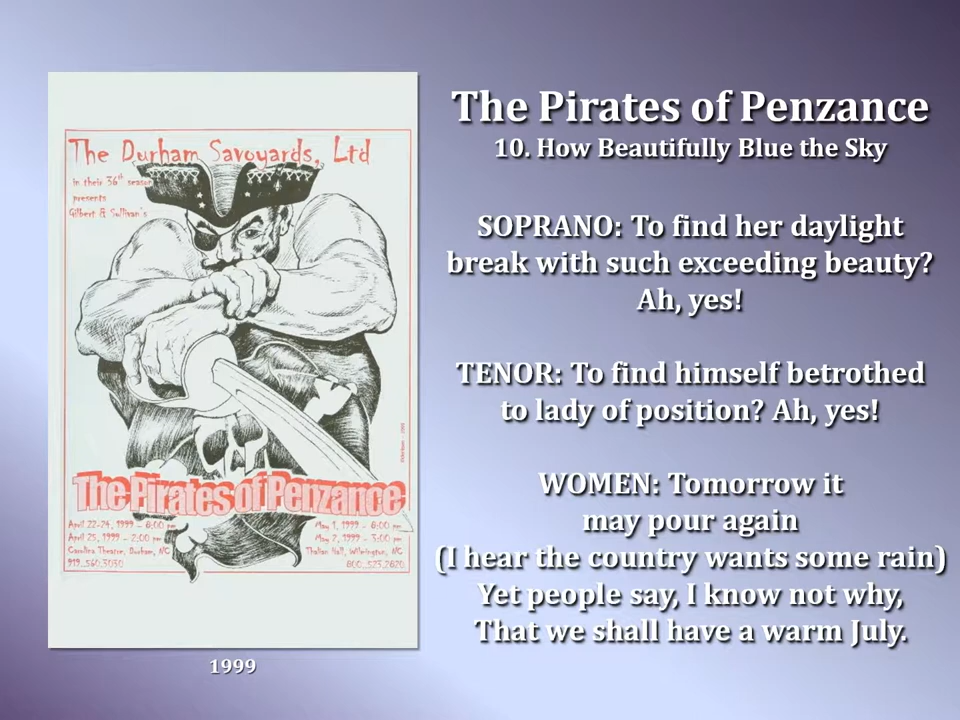 The Durham Savoyards, Ltd
in their 36th season
presents
Gilbert & Sullivan's
The Pirates of Penzance
April 22-24, 1999 - 8:00 pm
April 25, 1999 - 2:00 pm
Carolina Theatre, Durham, NC
919.560.3030
May 1, 1999 - 8:00 pm
May 2, 1999 - 3:00 pm
Thalian Hall, Wilmington, NC
800.523.2820
1999
The Pirates of Penzance
10. How Beautifully Blue the Sky
SOPRANO: To find her daylight
break with such exceeding beauty?
Ah, yes!
TENOR: To find himself betrothed
to lady of position? Ah, yes!
WOMEN: Tomorrow it
may pour again
(I hear the country wants some rain)
Yet people say, I know not why,
That we shall have a warm July.